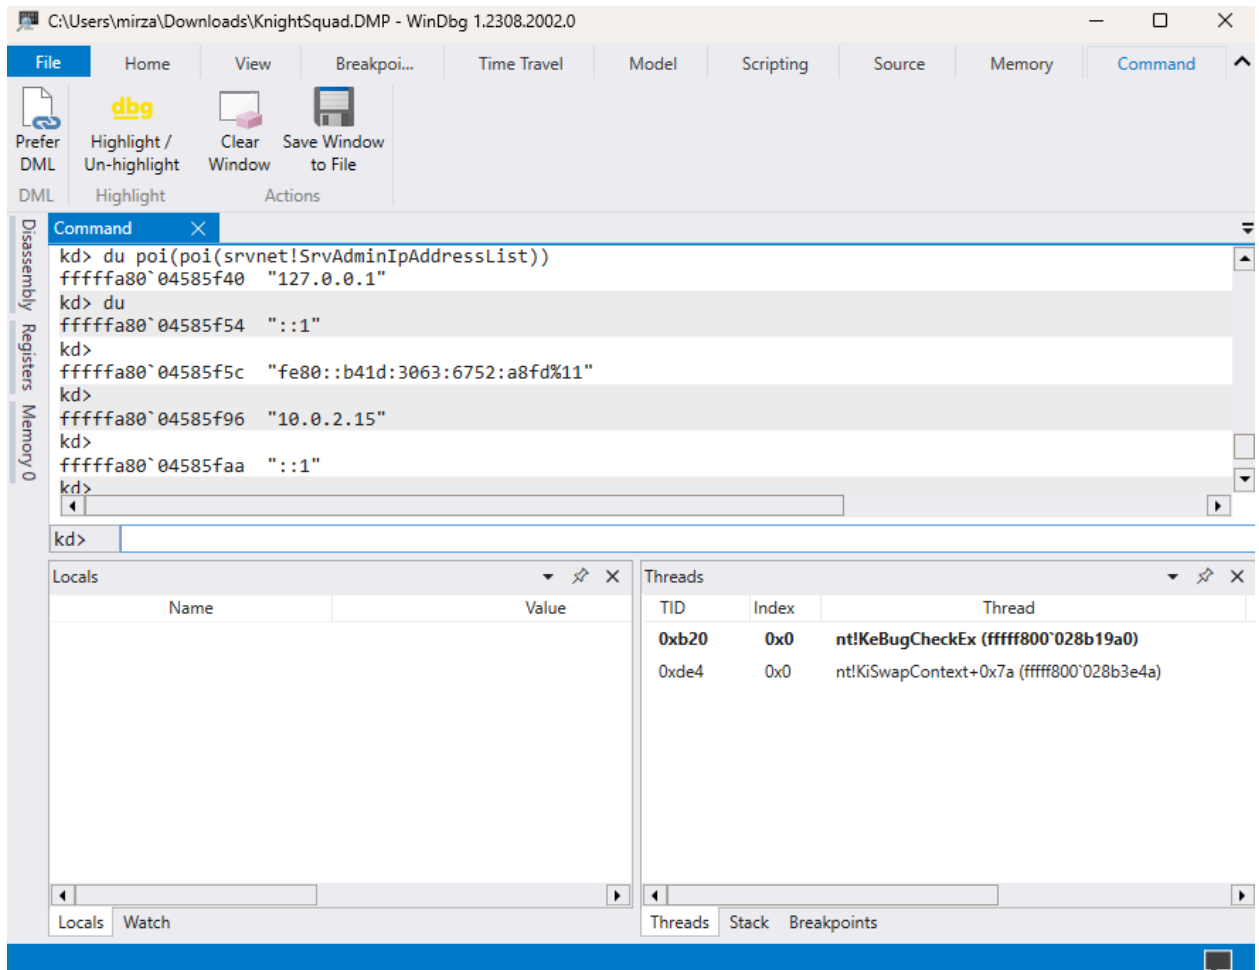 C:\Users\mirza\Downloads\KnightSquad.DMP - WinDbg 1.2308.2002.0
File Home View Breakpoi... Time Travel Model Scripting Source Memory Command
dbg
Prefer DML
Highlight / Un-highlight
Clear Window
Save Window to File
DML Highlight Actions
Disassembly
Registers
Memory 0
Command
kd> du poi(poi(srvnet!SrvAdminIpAddressList))
fffffa80`04585f40 "127.0.0.1"
kd> du
fffffa80`04585f54 "::1"
kd>
fffffa80`04585f5c "fe80::b41d:3063:6752:a8fd%11"
kd>
fffffa80`04585f96 "10.0.2.15"
kd>
fffffa80`04585faa "::1"
kd>
kd>
Locals
Name Value
Locals Watch
Threads
TID Index Thread
0xb20 0x0 nt!KeBugCheckEx (fffff800`028b19a0)
0xde4 0x0 nt!KiSwapContext+0x7a (fffff800`028b3e4a)
Threads Stack Breakpoints